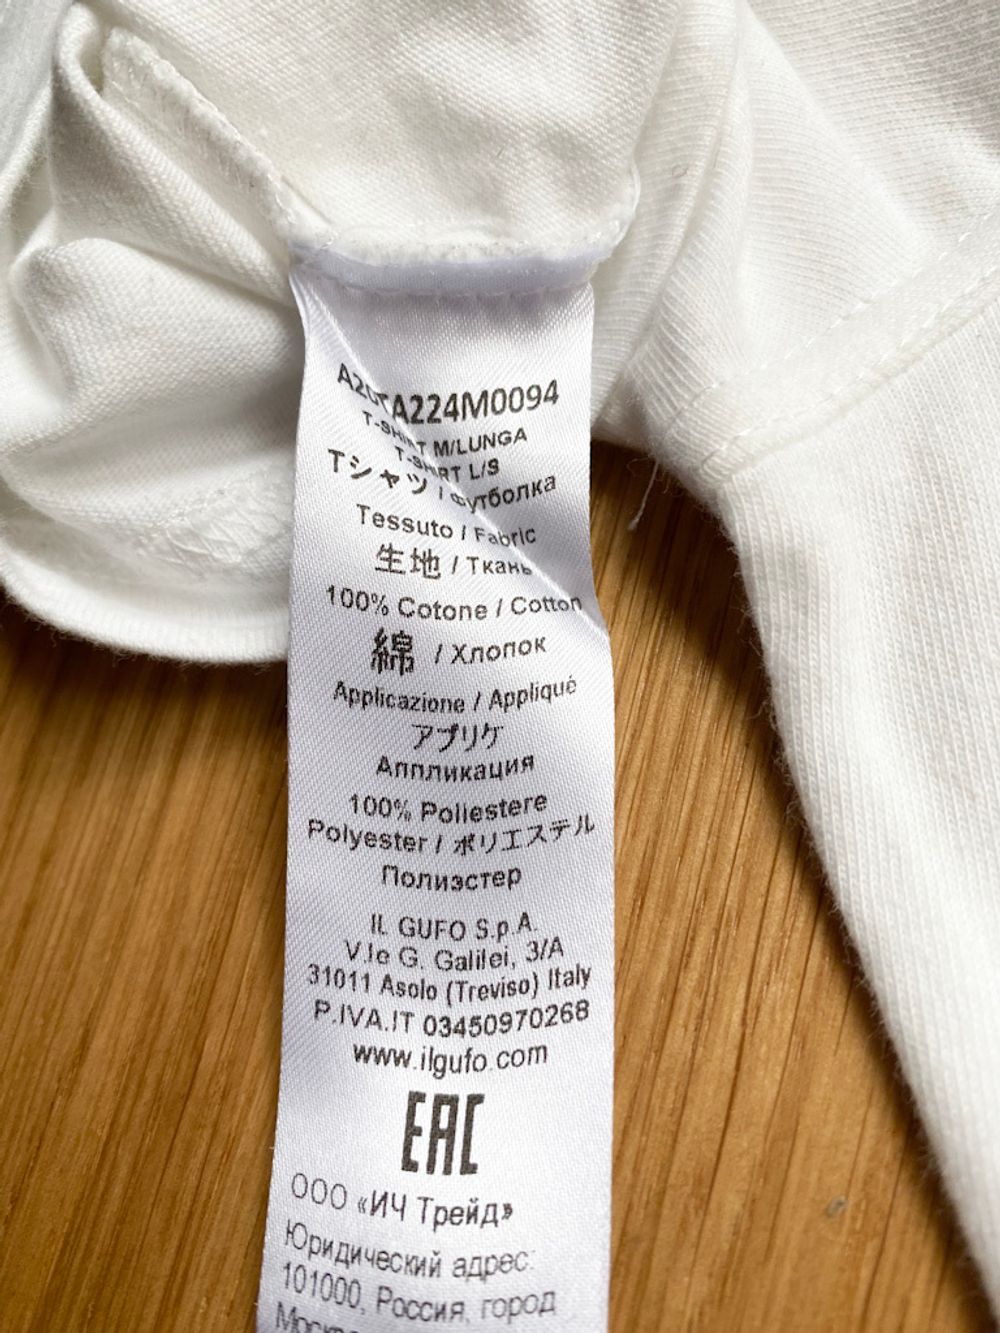 A20TA224M0094
T-SHIRT M/LUNGA
T-SHIRT L/S
Tシャツ / Футболка
Tessuto / Fabric
生地 / Ткань
100% Cotone / Cotton
綿 / Хлопок
Applicazione / Appliqué
アプリケ
Аппликация
100% Poliestere
Polyester / ポリエステル
Полиэстер
IL GUFO S.p.A.
V.le G. Galilei, 3/A
31011 Asolo (Treviso) Italy
P.IVA.IT 03450970268
www.ilgufo.com
EAC
ООО «ИЧ Трейд»
Юридический адрес:
101000, Россия, город